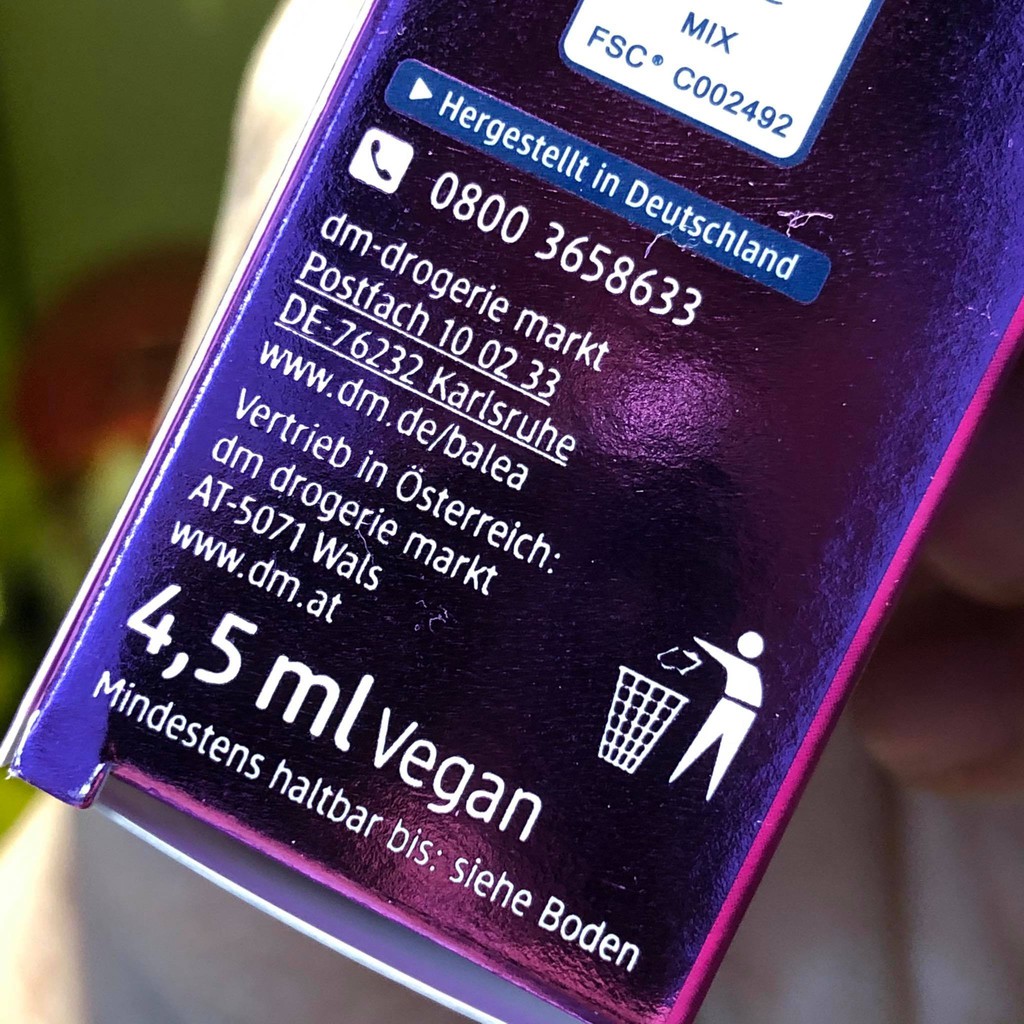 MIX
FSC® C002492
Hergestellt in Deutschland
0800 3658633
dm-drogerie markt
Postfach 10 02 33
DE-76232 Karlsruhe
www.dm.de/balea
Vertrieb in Österreich:
dm drogerie markt
AT-5071 Wals
www.dm.at
4,5 ml Vegan
Mindestens haltbar bis: siehe Boden